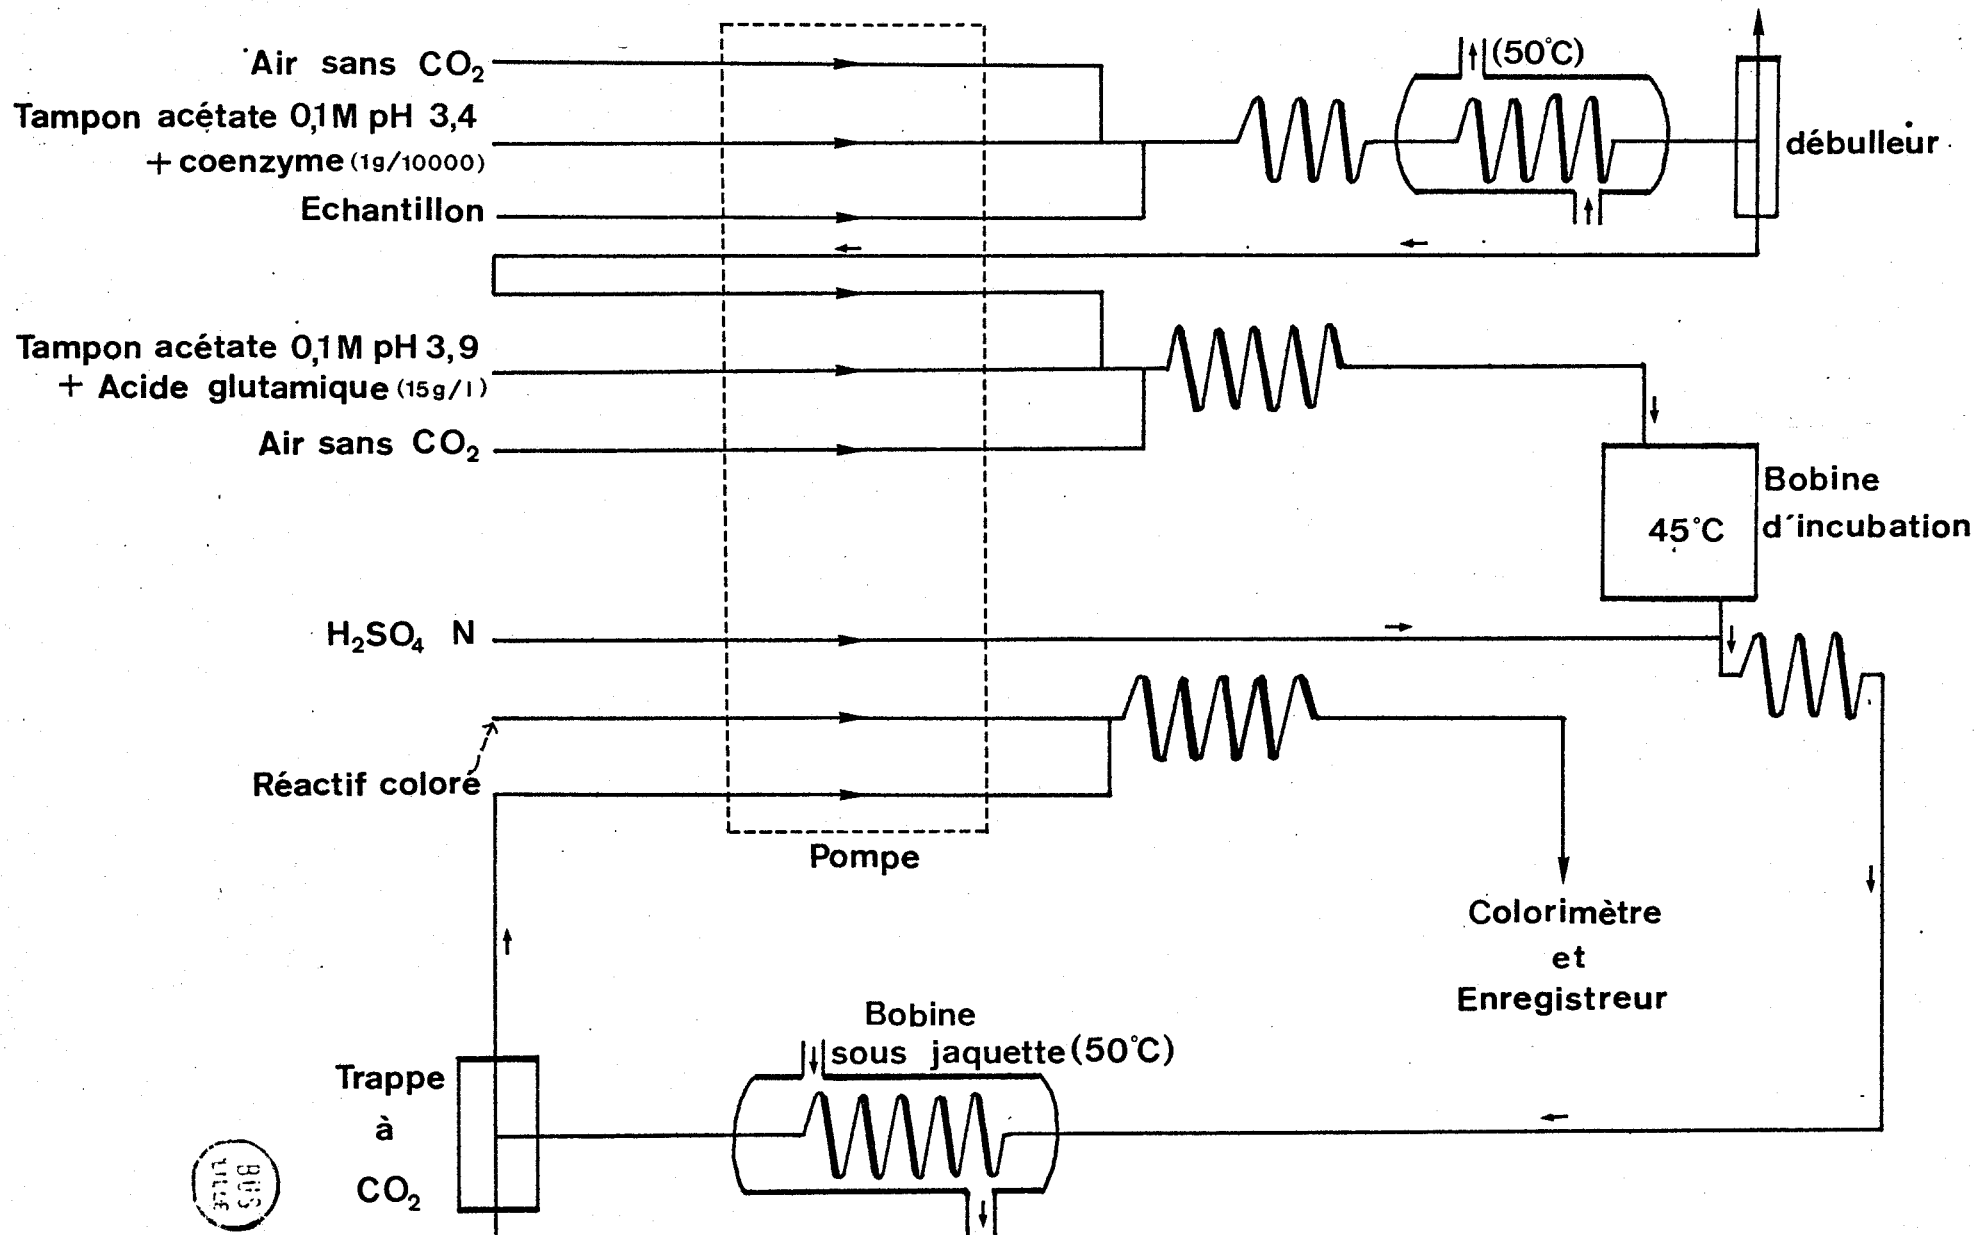 Air sans CO₂
(50°C)
Tampon acétate 0,1M pH 3,4
+ coenzyme (1g/10000)
débulleur
Echantillon
Tampon acétate 0,1M pH 3,9
+ Acide glutamique (15g/l)
Air sans CO₂
Bobine
d'incubation
45°C
H₂SO₄ N
Réactif coloré
Pompe
Colorimètre
et
Enregistreur
Bobine
sous jaquette (50°C)
Trappe
à
CO₂
BUS
LILLE